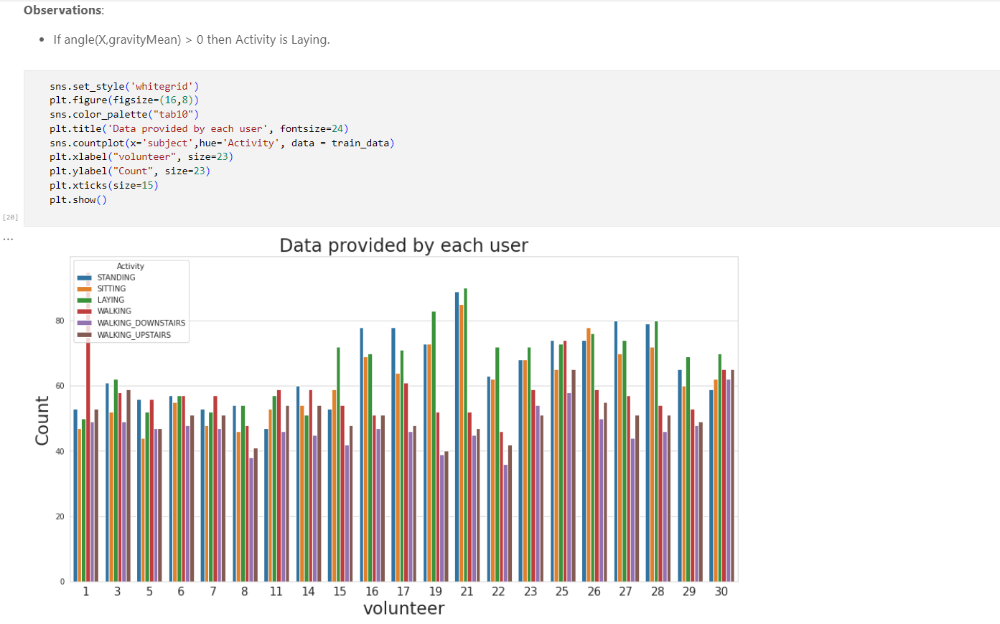 Observations:
• If angle(X,gravityMean) > 0 then Activity is Laying.
sns.set_style('whitegrid')
plt.figure(figsize=(16,8))
sns.color_palette("tab10")
plt.title('Data provided by each user', fontsize=24)
sns.countplot(x='subject',hue='Activity', data = train_data)
plt.xlabel("volunteer", size=23)
plt.ylabel("Count", size=23)
plt.xticks(size=15)
plt.show()
[20]
...
Data provided by each user
Activity
STANDING
SITTING
LAYING
WALKING
WALKING_DOWNSTAIRS
WALKING_UPSTAIRS
80
60
40
20
0
Count
1 3 5 6 7 8 11 14 15 16 17 19 21 22 23 25 26 27 28 29 30
volunteer